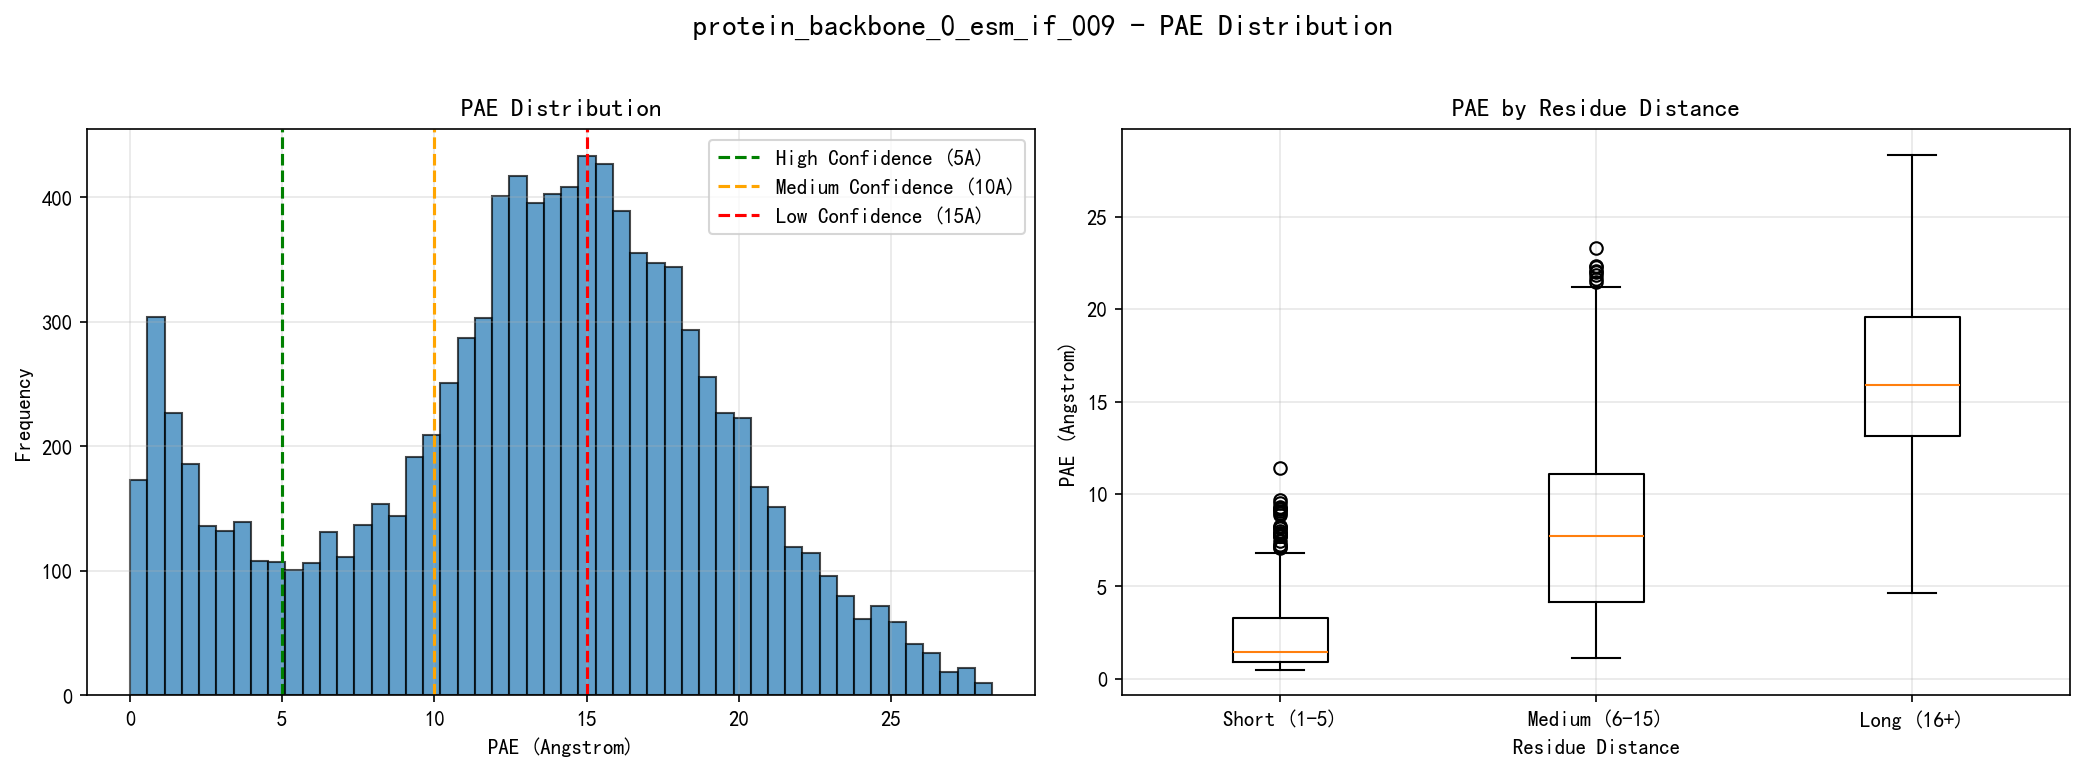 protein_backbone_0_esm_if_009 - PAE Distribution
PAE Distribution
High Confidence (5A)
Medium Confidence (10A)
Low Confidence (15A)
Frequency
400
300
200
100
0
0
5
10
15
20
25
PAE (Angstrom)
PAE by Residue Distance
PAE (Angstrom)
25
20
15
10
5
0
Short (1-5)
Medium (6-15)
Long (16+)
Residue Distance